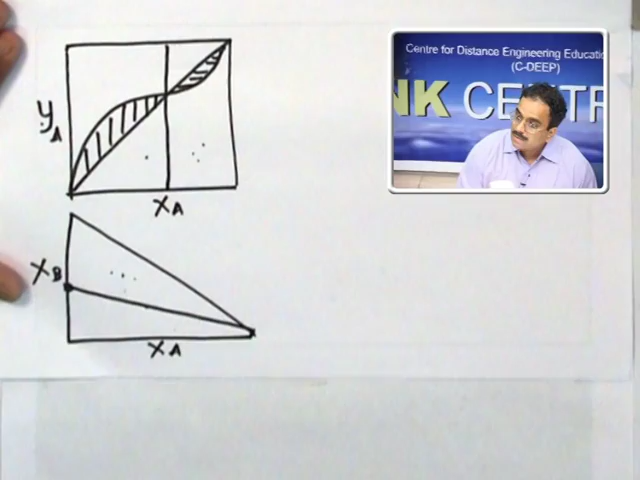 Centre for Distance Engineering Educatio
(C-DEEP)
NK CENTR
yA
XA
XB
XA